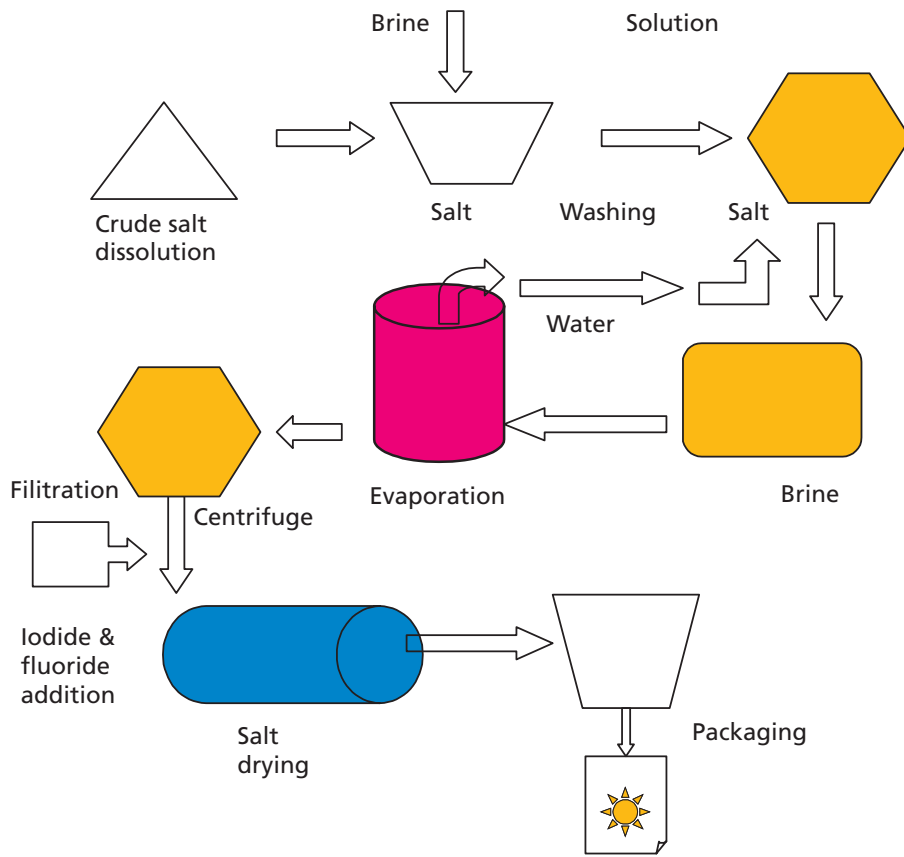 Brine
Solution
Crude salt
dissolution
Salt
Washing
Salt
Water
Evaporation
Brine
Filitration
Centrifuge
Iodide &
fluoride
addition
Salt
drying
Packaging